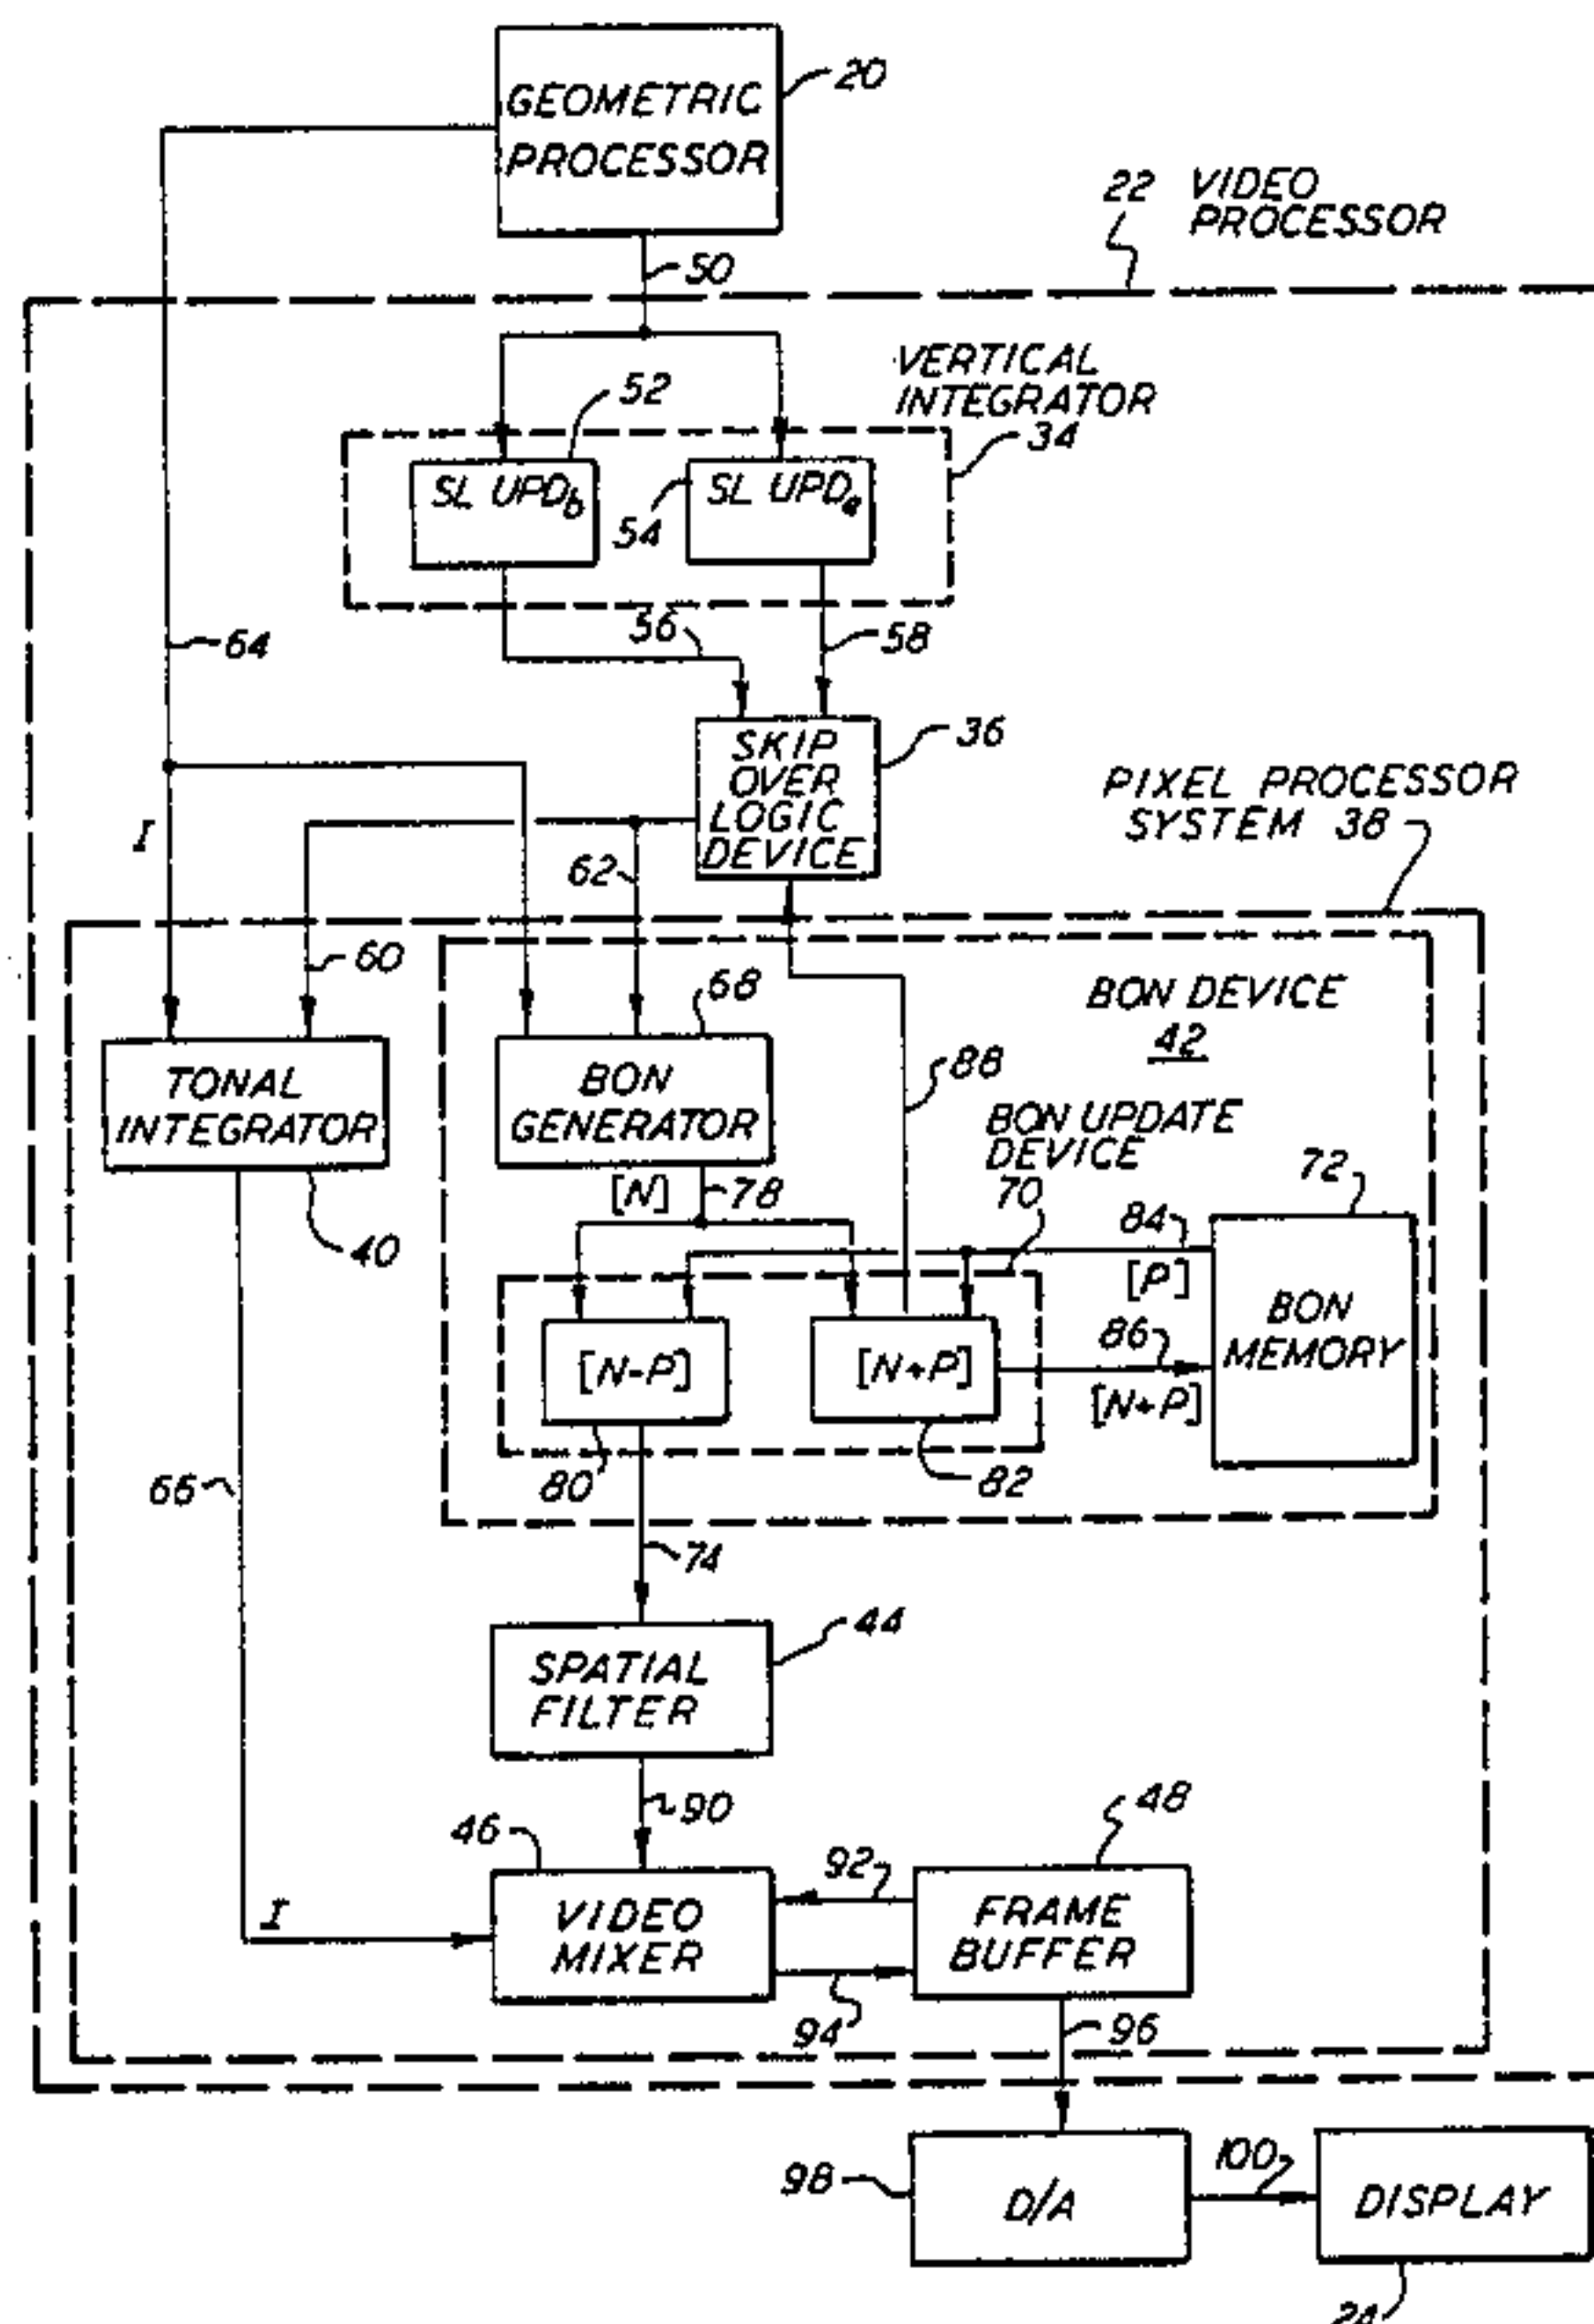 GEOMETRIC
PROCESSOR
20
22 VIDEO
PROCESSOR
50
VERTICAL
INTEGRATOR
34
52
SL UPDb
54
SL UPDa
56
58
64
SKIP
OVER
LOGIC
DEVICE
36
PIXEL PROCESSOR
SYSTEM 38
I
62
60
68
BON DEVICE
42
TONAL
INTEGRATOR
40
BON
GENERATOR
88
BON UPDATE
DEVICE
70
72
[N]
78
84
[P]
BON
MEMORY
[N-P]
[N+P]
86
[N+P]
80
82
66
74
SPATIAL
FILTER
44
90
46
VIDEO
MIXER
I
92
94
48
FRAME
BUFFER
96
98
D/A
100
DISPLAY
24